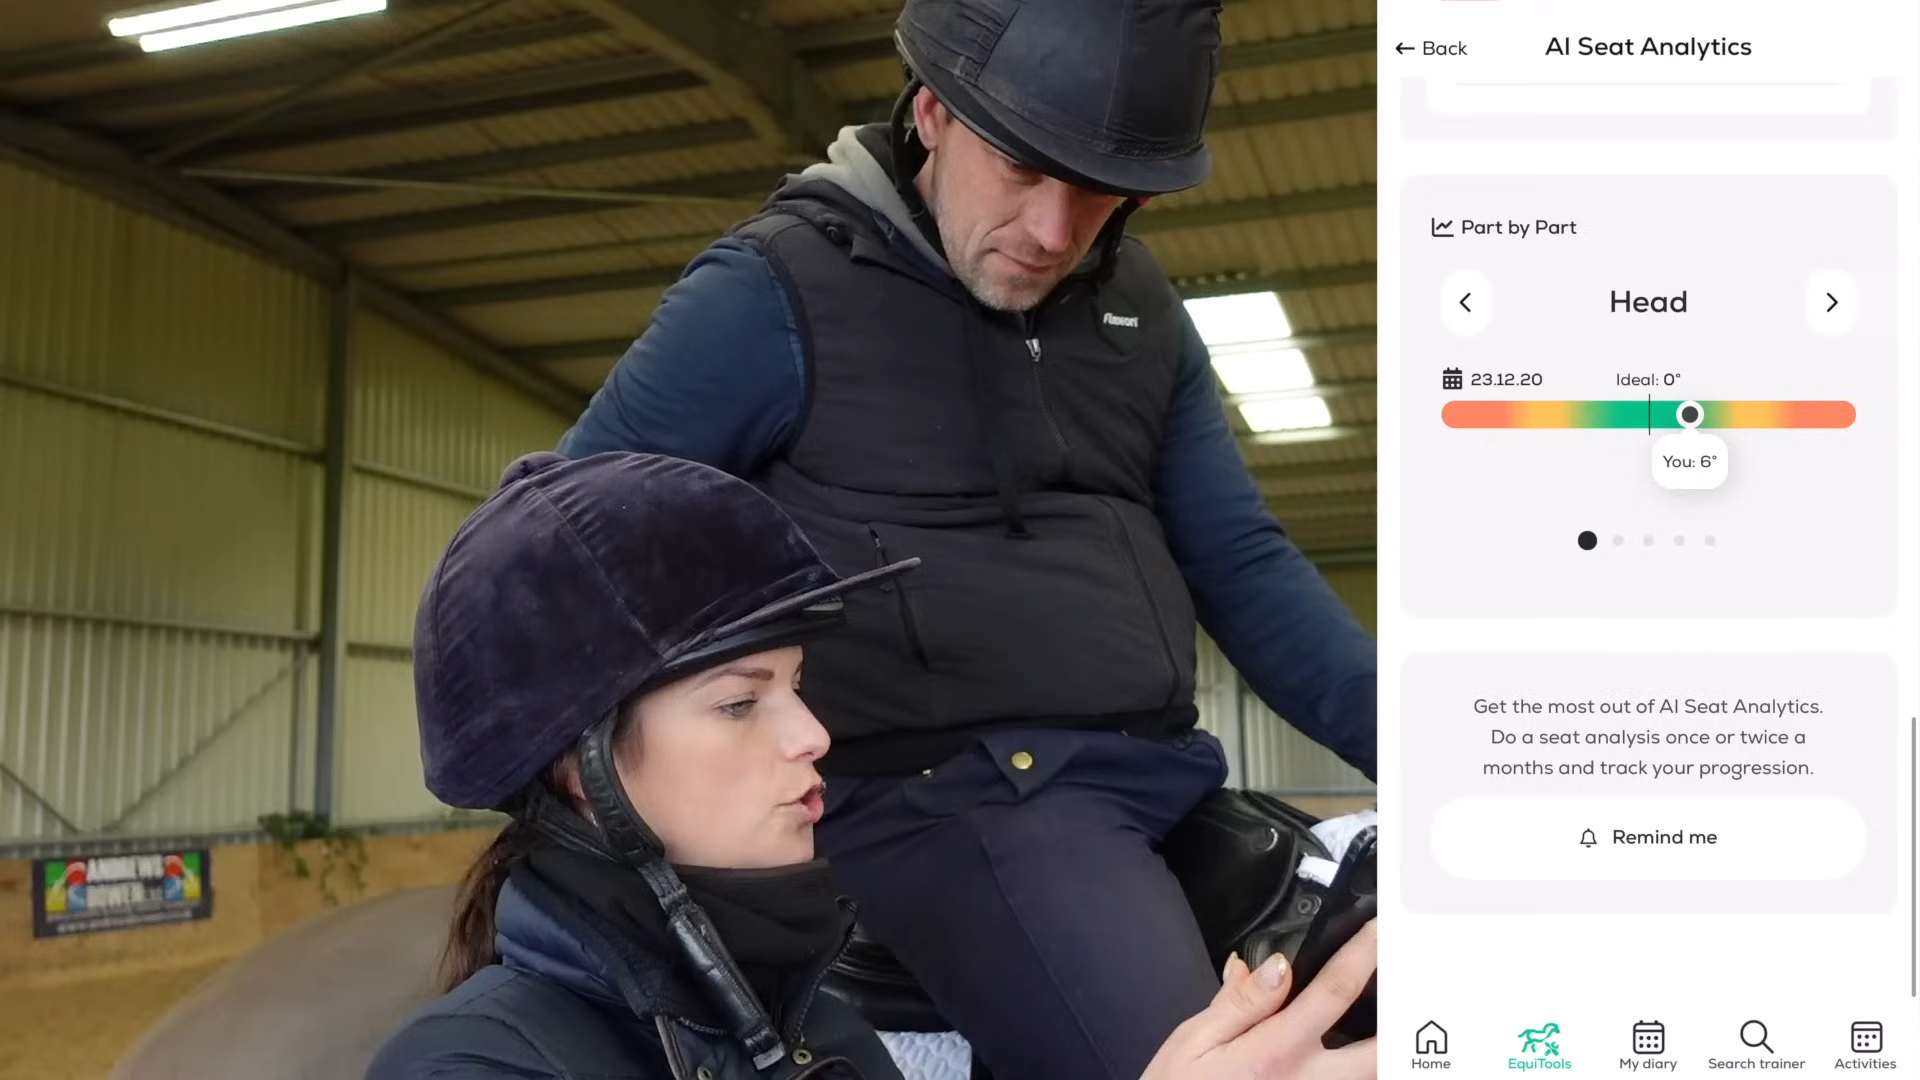 Back
AI Seat Analytics
Part by Part
Head
23.12.20
Ideal: 0°
You: 6°
Get the most out of AI Seat Analytics.
Do a seat analysis once or twice a
months and track your progression.
Remind me
Home
EquiTools
My diary
Search trainer
Activities
ANDREWS
BOWEN